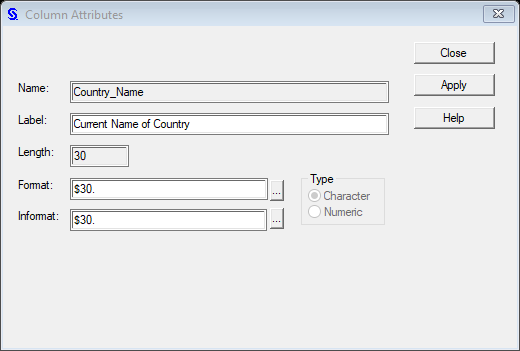 Column Attributes
Close
Name: Country_Name
Apply
Label: Current Name of Country
Help
Length: 30
Format: $30. ...
Type
Character
Informat: $30. ...
Numeric